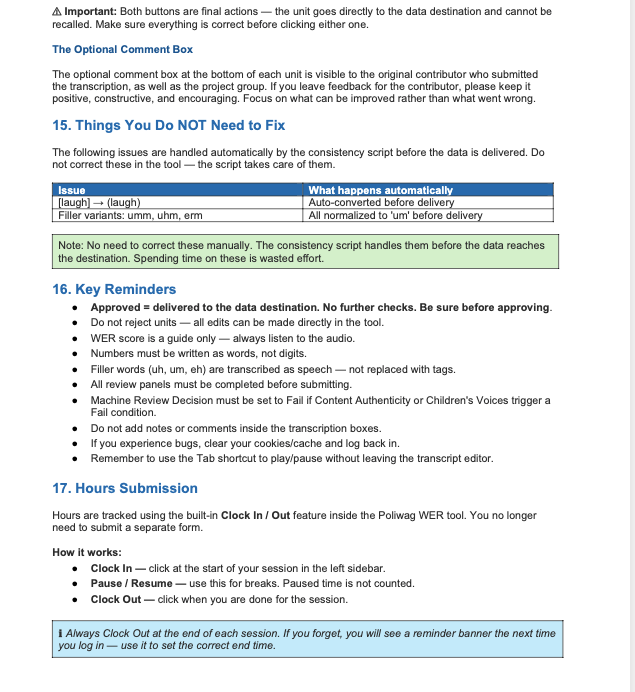 ⚠ Important: Both buttons are final actions — the unit goes directly to the data destination and cannot be
recalled. Make sure everything is correct before clicking either one.
The Optional Comment Box
The optional comment box at the bottom of each unit is visible to the original contributor who submitted
the transcription, as well as the project group. If you leave feedback for the contributor, please keep it
positive, constructive, and encouraging. Focus on what can be improved rather than what went wrong.
15. Things You Do NOT Need to Fix
The following issues are handled automatically by the consistency script before the data is delivered. Do
not correct these in the tool — the script takes care of them.
Issue What happens automatically
[laugh] → (laugh) Auto-converted before delivery
Filler variants: umm, uhm, erm All normalized to 'um' before delivery
Note: No need to correct these manually. The consistency script handles them before the data reaches
the destination. Spending time on these is wasted effort.
16. Key Reminders
● Approved = delivered to the data destination. No further checks. Be sure before approving.
● Do not reject units — all edits can be made directly in the tool.
● WER score is a guide only — always listen to the audio.
● Numbers must be written as words, not digits.
● Filler words (uh, um, eh) are transcribed as speech — not replaced with tags.
● All review panels must be completed before submitting.
● Machine Review Decision must be set to Fail if Content Authenticity or Children's Voices trigger a
Fail condition.
● Do not add notes or comments inside the transcription boxes.
● If you experience bugs, clear your cookies/cache and log back in.
● Remember to use the Tab shortcut to play/pause without leaving the transcript editor.
17. Hours Submission
Hours are tracked using the built-in Clock In / Out feature inside the Poliwag WER tool. You no longer
need to submit a separate form.
How it works:
● Clock In — click at the start of your session in the left sidebar.
● Pause / Resume — use this for breaks. Paused time is not counted.
● Clock Out — click when you are done for the session.
ℹ Always Clock Out at the end of each session. If you forget, you will see a reminder banner the next time
you log in — use it to set the correct end time.